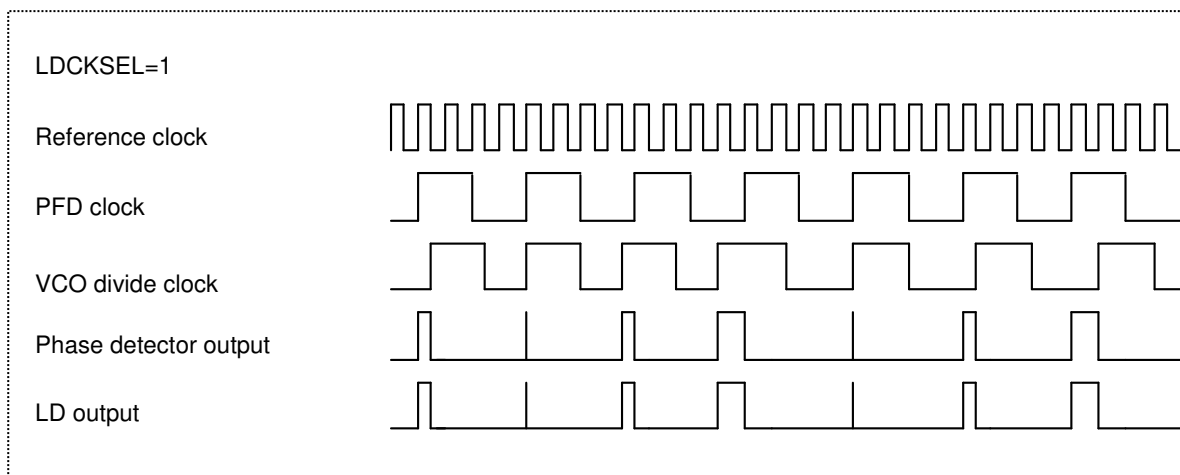 LDCKSEL=1
Reference clock
PFD clock
VCO divide clock
Phase detector output
LD output